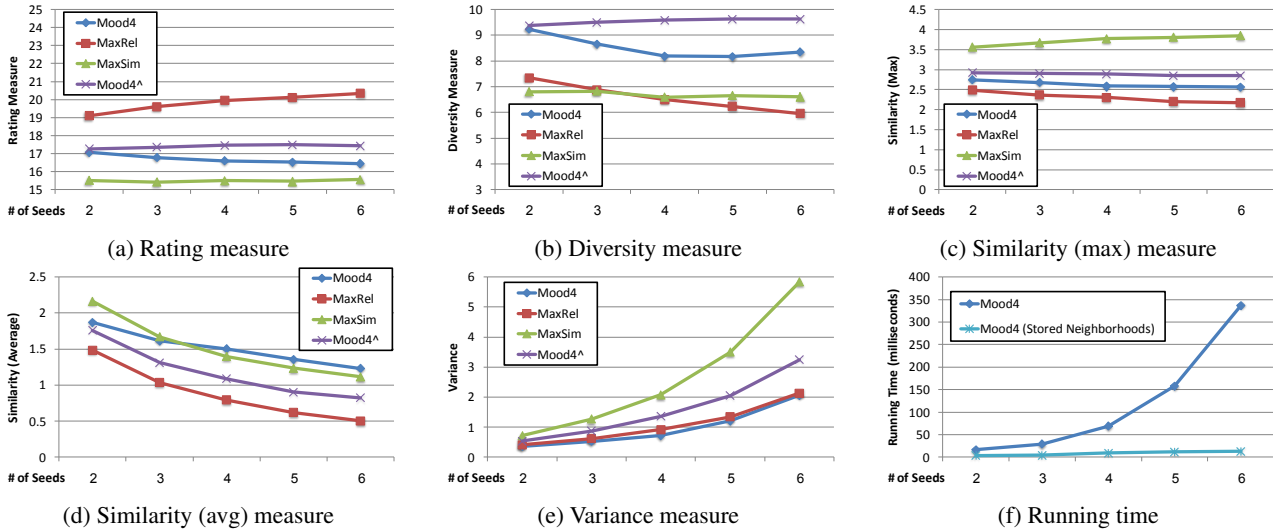 Rating Measure
25
24
23
22
21
20
19
18
17
16
15
Mood4
MaxRel
MaxSim
Mood4^
# of Seeds 2 3 4 5 6
(a) Rating measure
Diversity Measure
10
9
8
7
6
5
4
3
Mood4
MaxRel
MaxSim
Mood4^
# of Seeds 2 3 4 5 6
(b) Diversity measure
Similarity (Max)
4.5
4
3.5
3
2.5
2
1.5
1
0.5
0
Mood4
MaxRel
MaxSim
Mood4^
# of Seeds 2 3 4 5 6
(c) Similarity (max) measure
Similarity (Average)
2.5
2
1.5
1
0.5
0
Mood4
MaxRel
MaxSim
Mood4^
# of Seeds 2 3 4 5 6
(d) Similarity (avg) measure
Variance
6
5
4
3
2
1
0
Mood4
MaxRel
MaxSim
Mood4^
# of Seeds 2 3 4 5 6
(e) Variance measure
Running Time (milliseconds)
400
350
300
250
200
150
100
50
0
Mood4
Mood4 (Stored Neighborhoods)
# of Seeds 2 3 4 5 6
(f) Running time